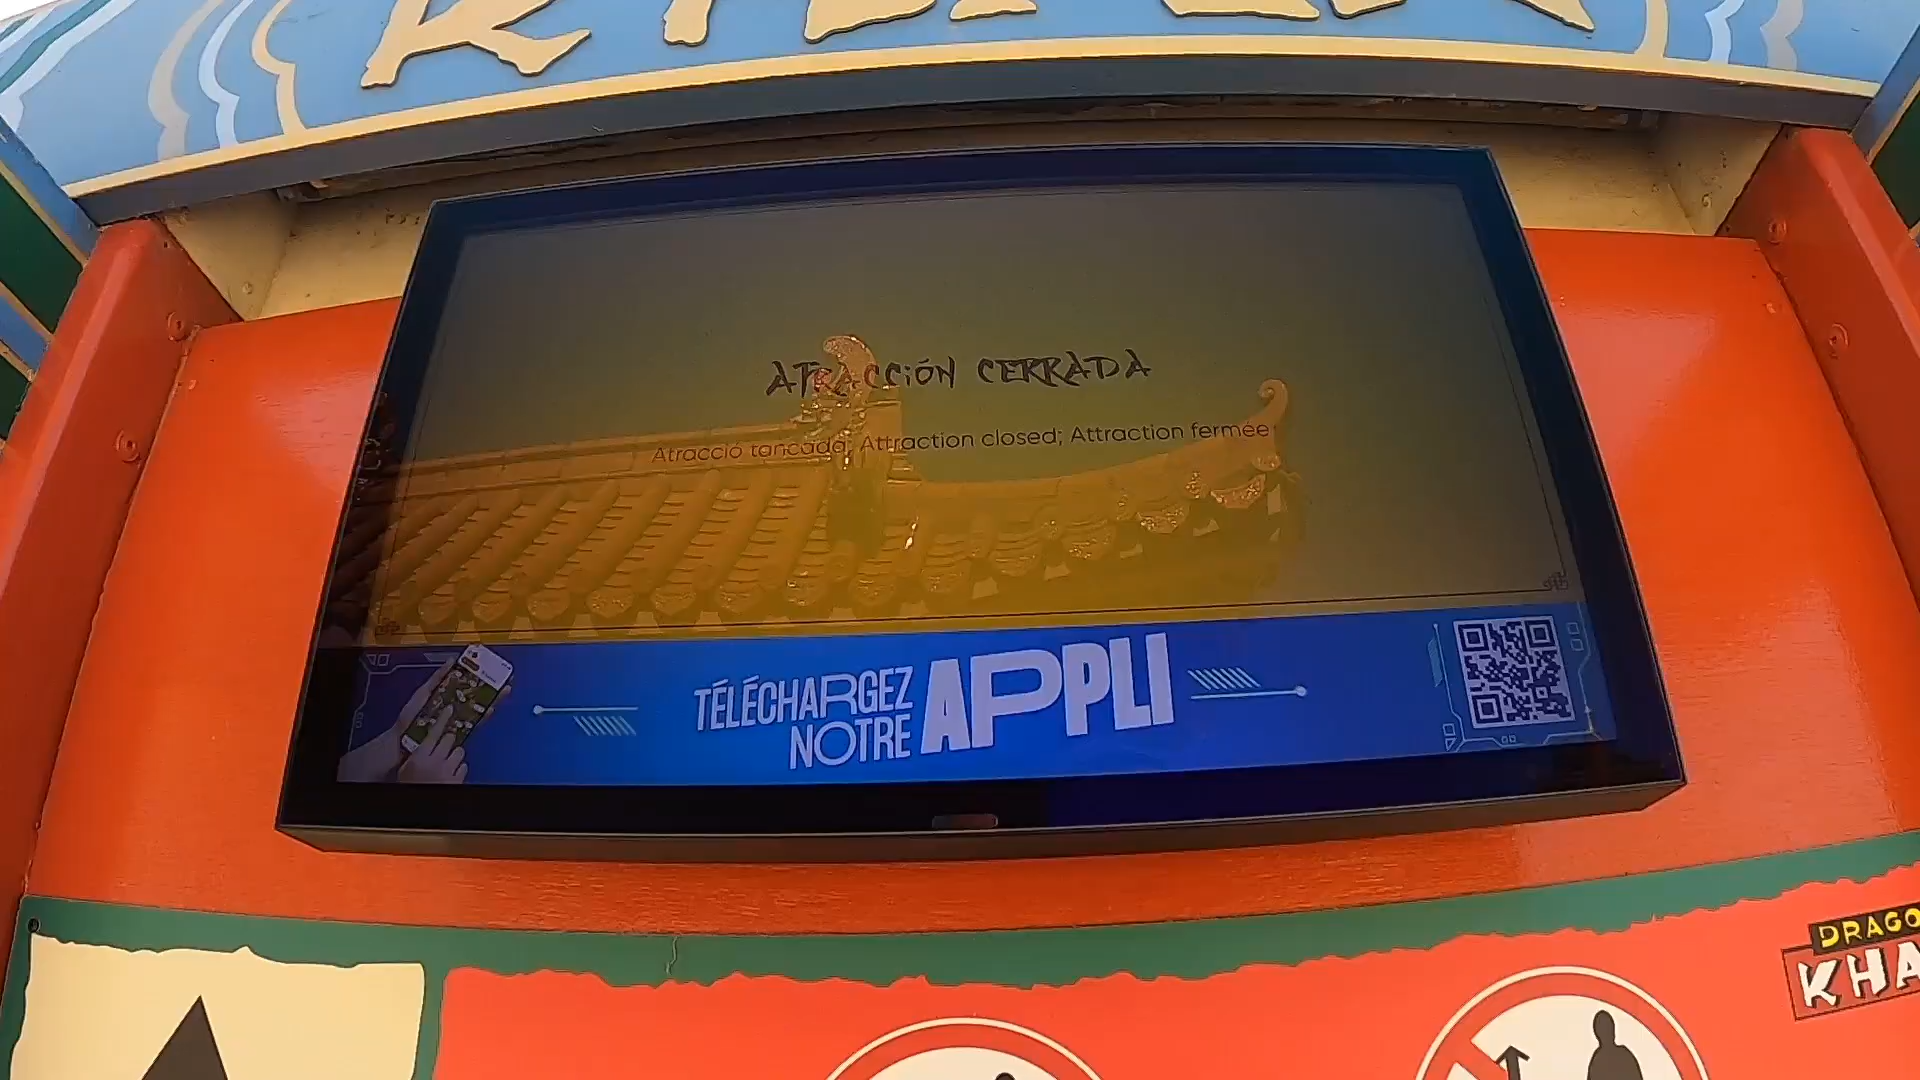 ATRACCIÓN CERRADA
Atracció tancada; Attraction closed; Attraction fermée
TÉLÉCHARGEZ
NOTRE APPLI
DRAGO
KHA